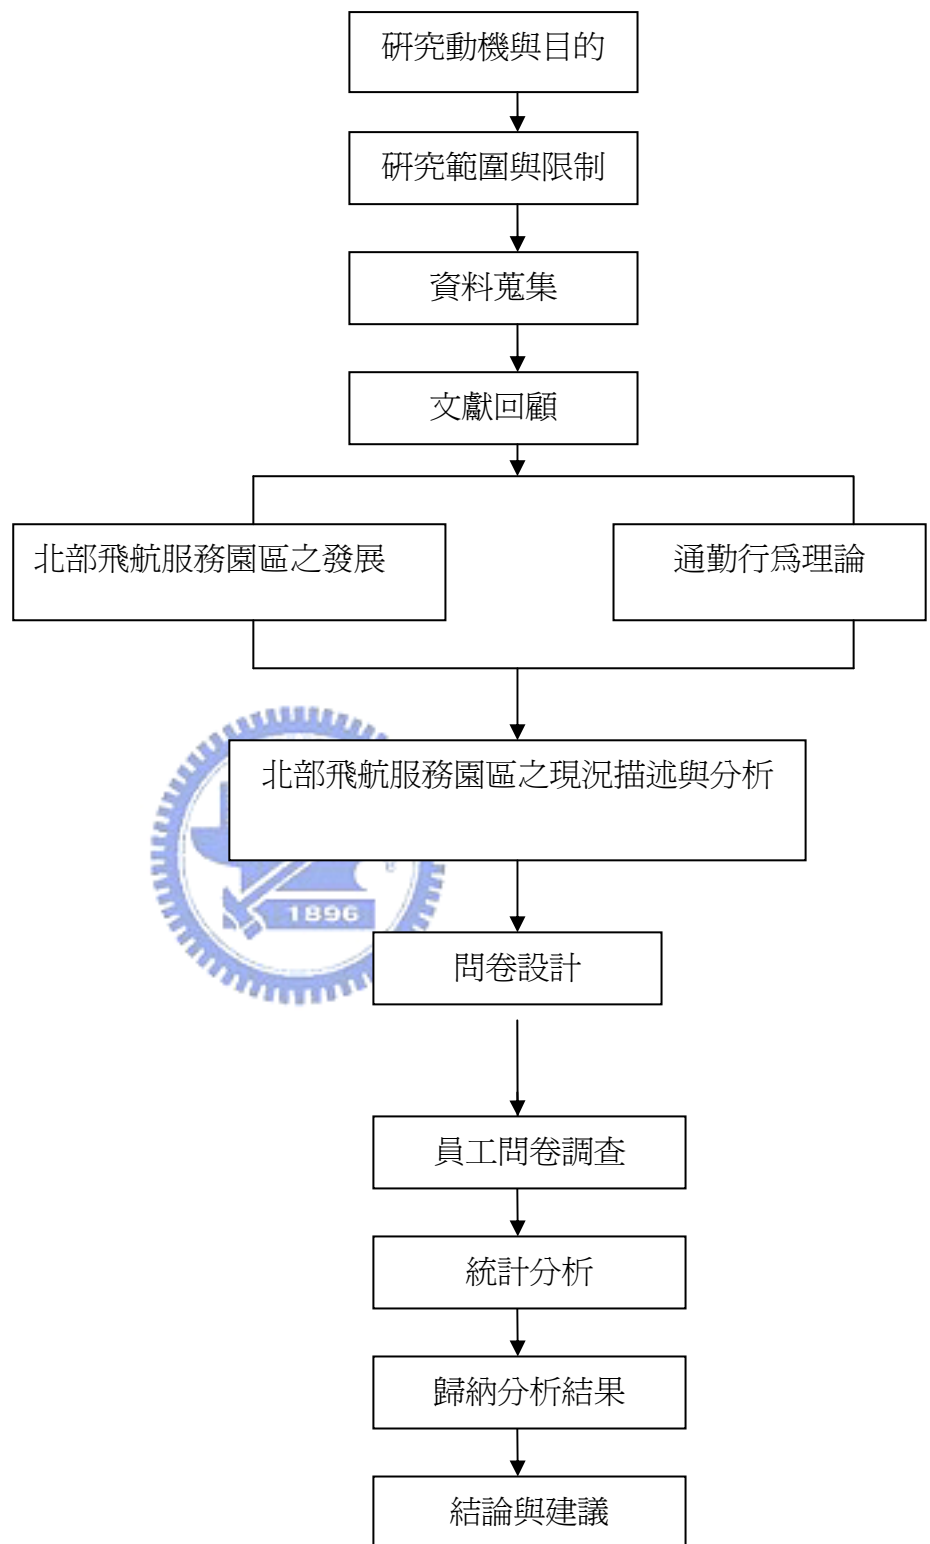 研究動機與目的
研究範圍與限制
資料蒐集
文獻回顧
北部飛航服務園區之發展
通勤行為理論
北部飛航服務園區之現況描述與分析
1896
問卷設計
員工問卷調查
統計分析
歸納分析結果
結論與建議